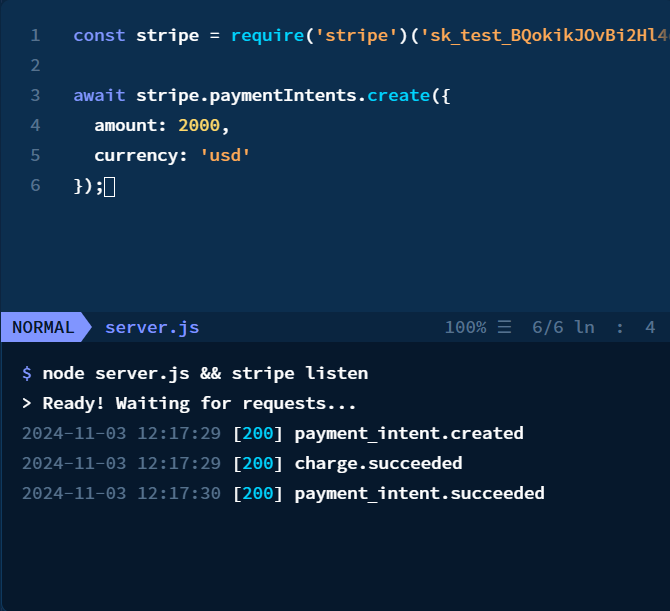 1 const stripe = require('stripe')('sk_test_BQokikJOvBi2Hl4
2
3 await stripe.paymentIntents.create({
4 amount: 2000,
5 currency: 'usd'
6 });
NORMAL server.js 100% ☰ 6/6 ln : 4
$ node server.js && stripe listen
> Ready! Waiting for requests...
2024-11-03 12:17:29 [200] payment_intent.created
2024-11-03 12:17:29 [200] charge.succeeded
2024-11-03 12:17:30 [200] payment_intent.succeeded